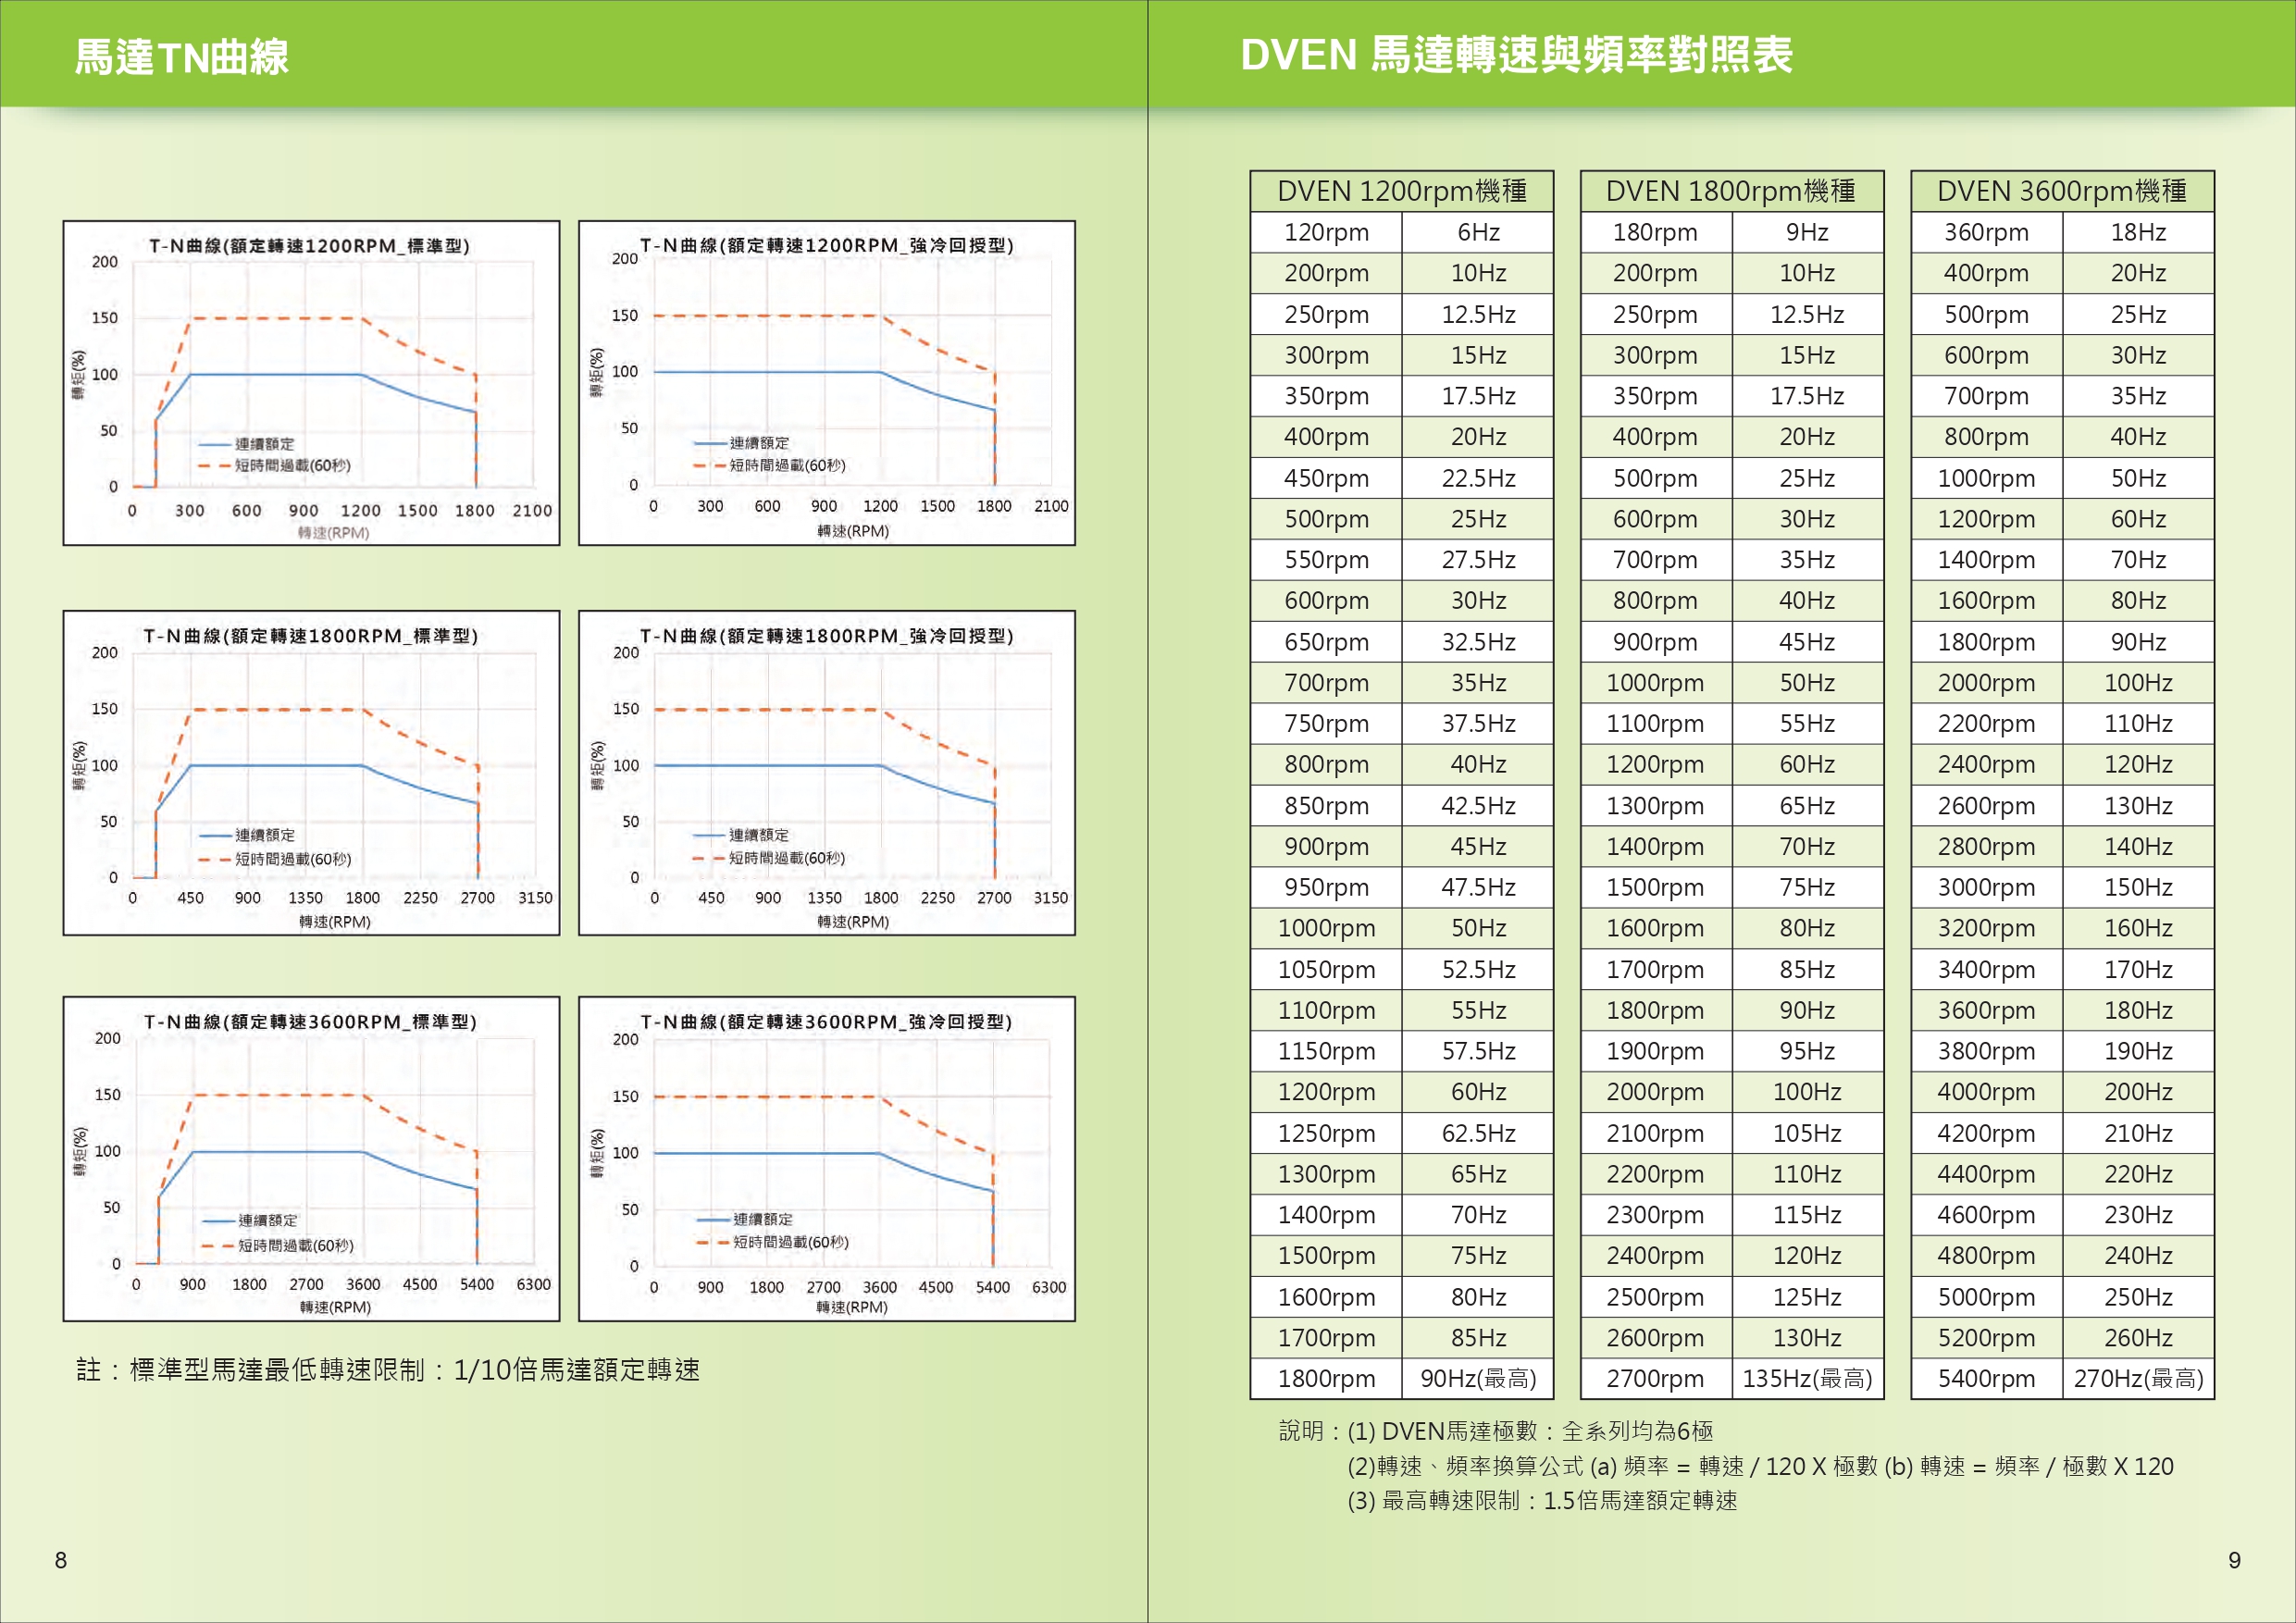 馬達TN曲線
T-N曲線(額定轉速1200RPM_標準型)
200
150
100
50
0
轉矩(%)
連續額定
短時間過載(60秒)
0 300 600 900 1200 1500 1800 2100
轉速(RPM)
T-N曲線(額定轉速1200RPM_強冷回授型)
200
150
100
50
0
轉矩(%)
連續額定
短時間過載(60秒)
0 300 600 900 1200 1500 1800 2100
轉速(RPM)
T-N曲線(額定轉速1800RPM_標準型)
200
150
100
50
0
轉矩(%)
連續額定
短時間過載(60秒)
0 450 900 1350 1800 2250 2700 3150
轉速(RPM)
T-N曲線(額定轉速1800RPM_強冷回授型)
200
150
100
50
0
轉矩(%)
連續額定
短時間過載(60秒)
0 450 900 1350 1800 2250 2700 3150
轉速(RPM)
T-N曲線(額定轉速3600RPM_標準型)
200
150
100
50
0
轉矩(%)
連續額定
短時間過載(60秒)
0 900 1800 2700 3600 4500 5400 6300
轉速(RPM)
T-N曲線(額定轉速3600RPM_強冷回授型)
200
150
100
50
0
轉矩(%)
連續額定
短時間過載(60秒)
0 900 1800 2700 3600 4500 5400 6300
轉速(RPM)
註：標準型馬達最低轉速限制：1/10倍馬達額定轉速
8
DVEN 馬達轉速與頻率對照表
DVEN 1200rpm機種
120rpm 6Hz
200rpm 10Hz
250rpm 12.5Hz
300rpm 15Hz
350rpm 17.5Hz
400rpm 20Hz
450rpm 22.5Hz
500rpm 25Hz
550rpm 27.5Hz
600rpm 30Hz
650rpm 32.5Hz
700rpm 35Hz
750rpm 37.5Hz
800rpm 40Hz
850rpm 42.5Hz
900rpm 45Hz
950rpm 47.5Hz
1000rpm 50Hz
1050rpm 52.5Hz
1100rpm 55Hz
1150rpm 57.5Hz
1200rpm 60Hz
1250rpm 62.5Hz
1300rpm 65Hz
1400rpm 70Hz
1500rpm 75Hz
1600rpm 80Hz
1700rpm 85Hz
1800rpm 90Hz(最高)
DVEN 1800rpm機種
180rpm 9Hz
200rpm 10Hz
250rpm 12.5Hz
300rpm 15Hz
350rpm 17.5Hz
400rpm 20Hz
500rpm 25Hz
600rpm 30Hz
700rpm 35Hz
800rpm 40Hz
900rpm 45Hz
1000rpm 50Hz
1100rpm 55Hz
1200rpm 60Hz
1300rpm 65Hz
1400rpm 70Hz
1500rpm 75Hz
1600rpm 80Hz
1700rpm 85Hz
1800rpm 90Hz
1900rpm 95Hz
2000rpm 100Hz
2100rpm 105Hz
2200rpm 110Hz
2300rpm 115Hz
2400rpm 120Hz
2500rpm 125Hz
2600rpm 130Hz
2700rpm 135Hz(最高)
DVEN 3600rpm機種
360rpm 18Hz
400rpm 20Hz
500rpm 25Hz
600rpm 30Hz
700rpm 35Hz
800rpm 40Hz
1000rpm 50Hz
1200rpm 60Hz
1400rpm 70Hz
1600rpm 80Hz
1800rpm 90Hz
2000rpm 100Hz
2200rpm 110Hz
2400rpm 120Hz
2600rpm 130Hz
2800rpm 140Hz
3000rpm 150Hz
3200rpm 160Hz
3400rpm 170Hz
3600rpm 180Hz
3800rpm 190Hz
4000rpm 200Hz
4200rpm 210Hz
4400rpm 220Hz
4600rpm 230Hz
4800rpm 240Hz
5000rpm 250Hz
5200rpm 260Hz
5400rpm 270Hz(最高)
說明：(1) DVEN馬達極數：全系列均為6極
(2)轉速、頻率換算公式 (a) 頻率 = 轉速 / 120 X 極數 (b) 轉速 = 頻率 / 極數 X 120
(3) 最高轉速限制：1.5倍馬達額定轉速
9